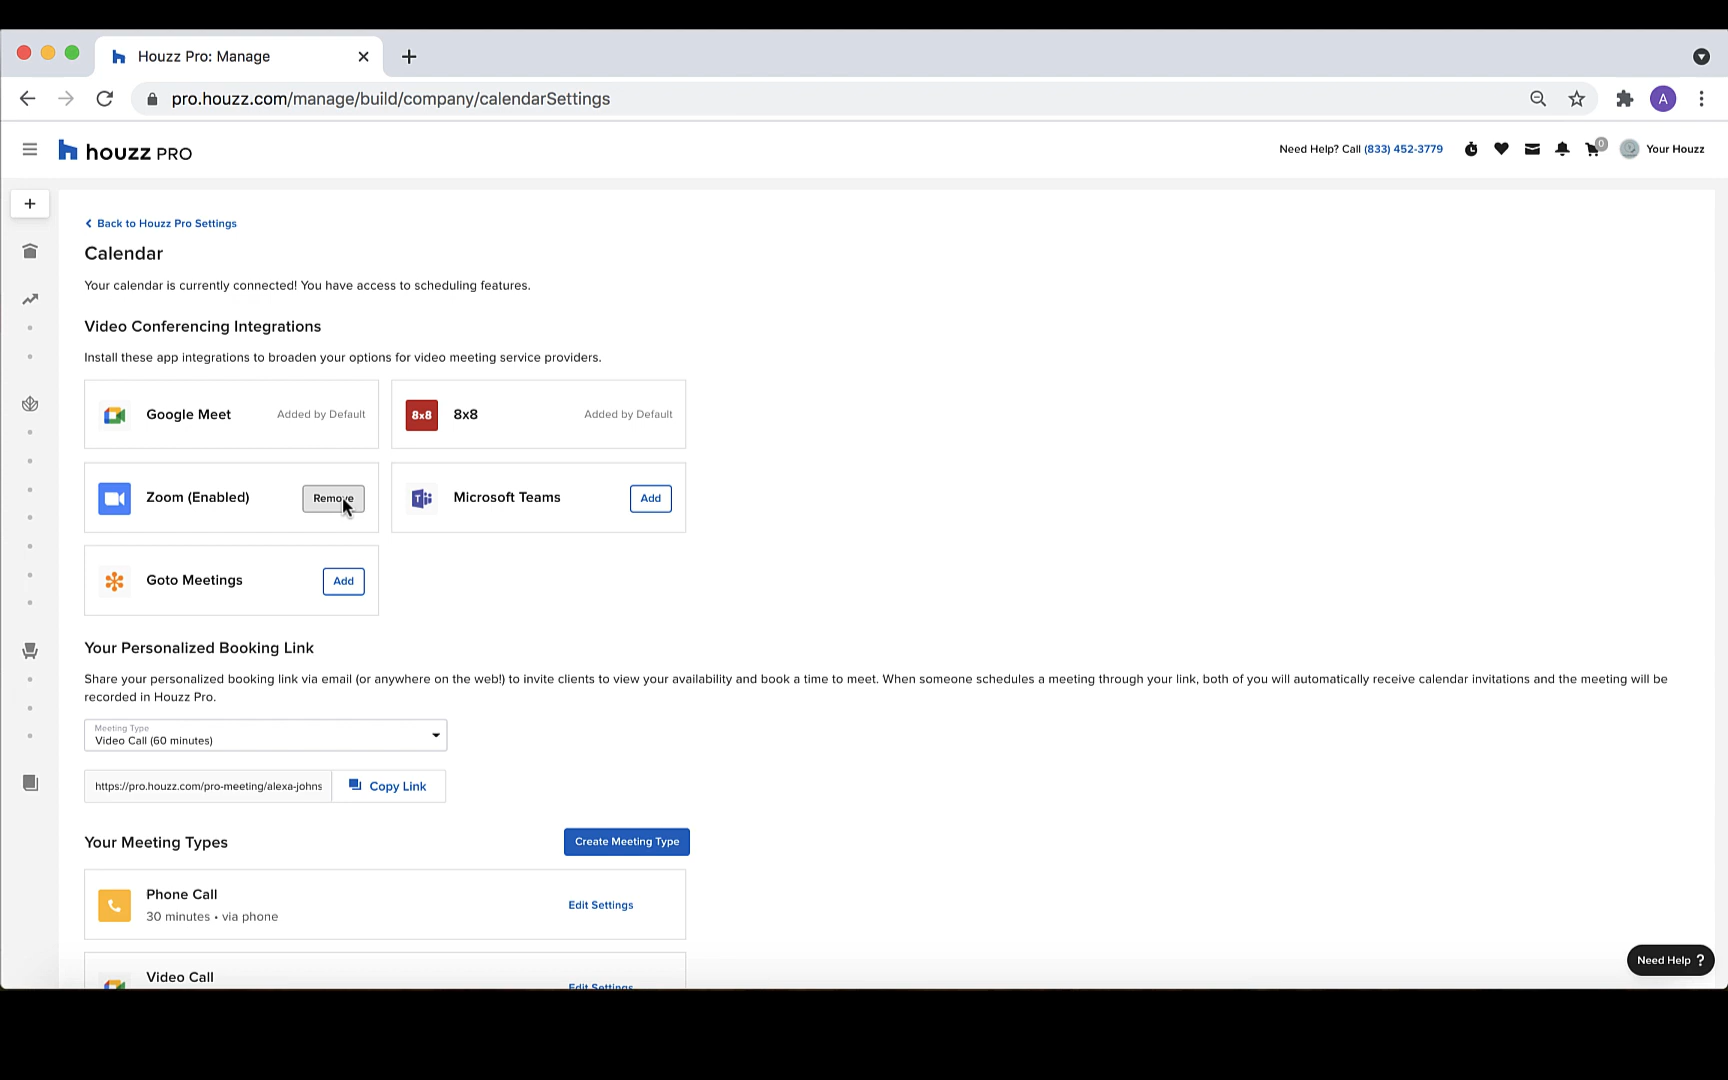 Houzz Pro: Manage
pro.houzz.com/manage/build/company/calendarSettings
A
houzz PRO
Need Help? Call (833) 452-3779
0
Your Houzz
Back to Houzz Pro Settings
Calendar
Your calendar is currently connected! You have access to scheduling features.
Video Conferencing Integrations
Install these app integrations to broaden your options for video meeting service providers.
Google Meet
Added by Default
8x8
8x8
Added by Default
Zoom (Enabled)
Remove
Microsoft Teams
Add
Goto Meetings
Add
Your Personalized Booking Link
Share your personalized booking link via email (or anywhere on the web!) to invite clients to view your availability and book a time to meet. When someone schedules a meeting through your link, both of you will automatically receive calendar invitations and the meeting will be
recorded in Houzz Pro.
Meeting Type
Video Call (60 minutes)
https://pro.houzz.com/pro-meeting/alexa-johns
Copy Link
Your Meeting Types
Create Meeting Type
Phone Call
30 minutes • via phone
Edit Settings
Video Call
Edit Settings
Need Help ?